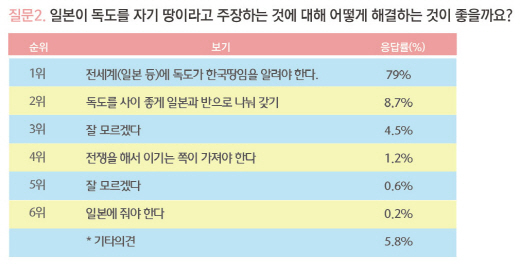 질문2. 일본이 독도를 자기 땅이라고 주장하는 것에 대해 어떻게 해결하는 것이 좋을까요?
순위 보기 응답률(%)
1위 전세계(일본 등)에 독도가 한국땅임을 알려야 한다. 79%
2위 독도를 사이 좋게 일본과 반으로 나눠 갖기 8.7%
3위 잘 모르겠다 4.5%
4위 전쟁을 해서 이기는 쪽이 가져야 한다 1.2%
5위 잘 모르겠다 0.6%
6위 일본에 줘야 한다 0.2%
* 기타의견 5.8%